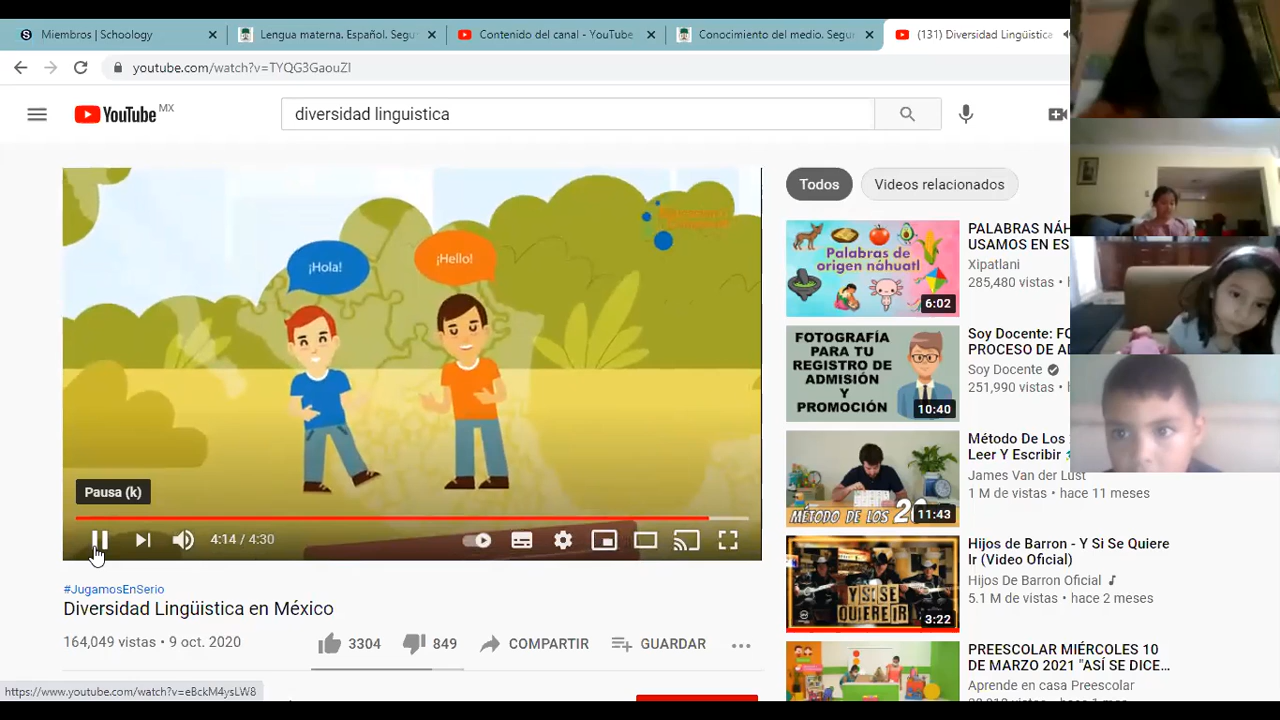 Miembros | Schoology
Lengua materna. Español. Segu
Contenido del canal - YouTube
Conocimiento del medio. Segur
(131) Diversidad Lingüistica
youtube.com/watch?v=TYQG3GaouZI
YouTube MX
diversidad linguistica
Todos
Videos relacionados
¡Hola!
¡Hello!
Pausa (k)
4:14 / 4:30
#JugamosEnSerio
Diversidad Lingüistica en México
164,049 vistas • 9 oct. 2020
3304
849
COMPARTIR
GUARDAR
Palabras de
origen náhuatl
6:02
PALABRAS NÁH
USAMOS EN ES
Xipatlani
285,480 vistas •
FOTOGRAFÍA
PARA TU
REGISTRO DE
ADMISIÓN
Y
PROMOCIÓN
10:40
Soy Docente: FO
PROCESO DE AD
Soy Docente
251,990 vistas •
MÉTODO DE LOS 20
11:43
Método De Los
Leer Y Escribir
James Van der Lust
1 M de vistas • hace 11 meses
Y SI SE
QUIERE IR
3:22
Hijos de Barron - Y Si Se Quiere
Ir (Video Oficial)
Hijos De Barron Oficial
5.1 M de vistas • hace 2 meses
PREESCOLAR MIÉRCOLES 10
DE MARZO 2021 "ASÍ SE DICE...
Aprende en casa Preescolar
https://www.youtube.com/watch?v=eBckM4ysLW8